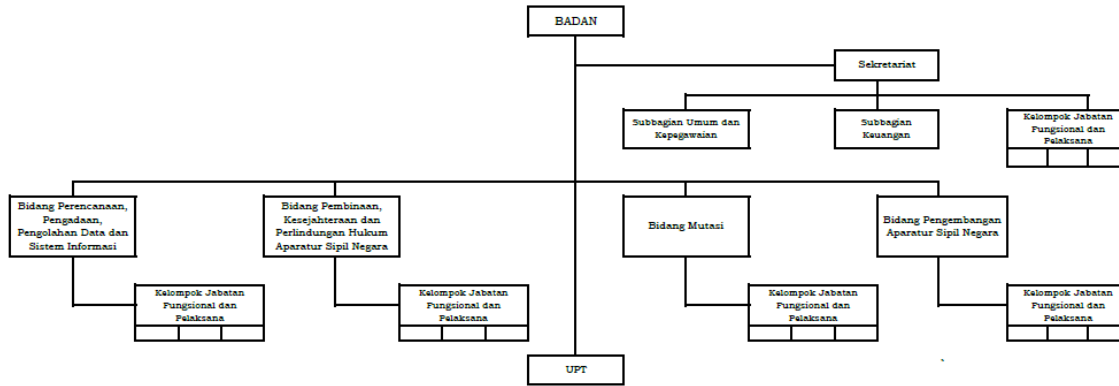 BADAN
Sekretariat
Subbagian Umum dan
Kepegawaian
Subbagian
Keuangan
Kelompok Jabatan
Fungsional dan
Pelaksana
Bidang Perencanaan,
Pengadaan,
Pengolahan Data dan
Sistem Informasi
Bidang Pembinaan,
Kesejahteraan dan
Perlindungan Hukum
Aparatur Sipil Negara
Bidang Mutasi
Bidang Pengembangan
Aparatur Sipil Negara
Kelompok Jabatan
Fungsional dan
Pelaksana
Kelompok Jabatan
Fungsional dan
Pelaksana
Kelompok Jabatan
Fungsional dan
Pelaksana
Kelompok Jabatan
Fungsional dan
Pelaksana
UPT